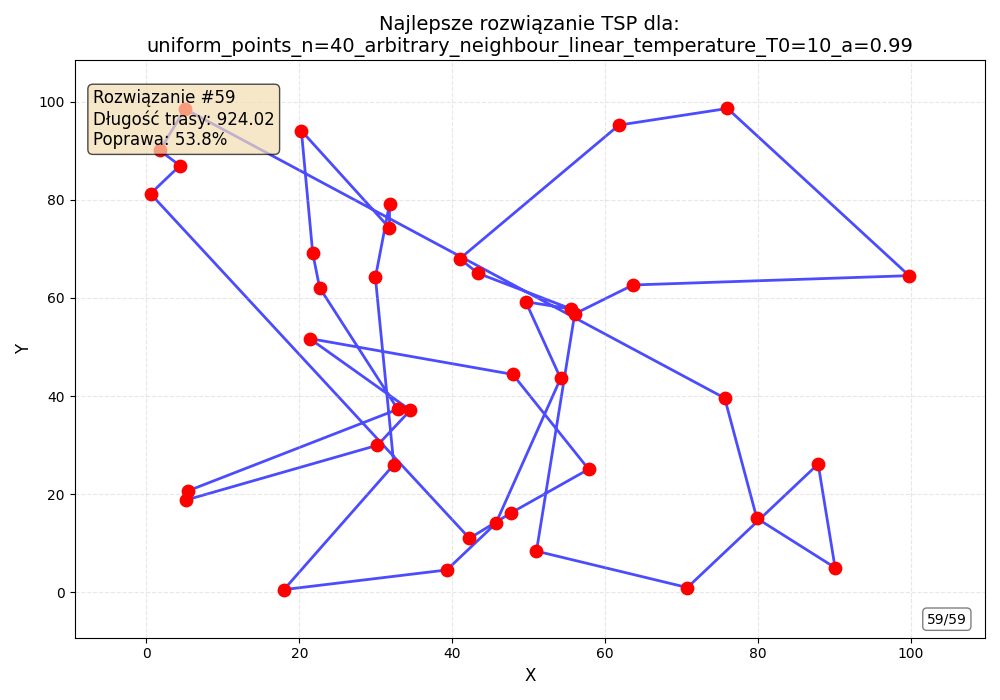 Najlepsze rozwiązanie TSP dla:
uniform_points_n=40_arbitrary_neighbour_linear_temperature_T0=10_a=0.99
Rozwiązanie #59
Długość trasy: 924.02
Poprawa: 53.8%
100
80
60
40
20
0
Y
59/59
0 20 40 60 80 100
X